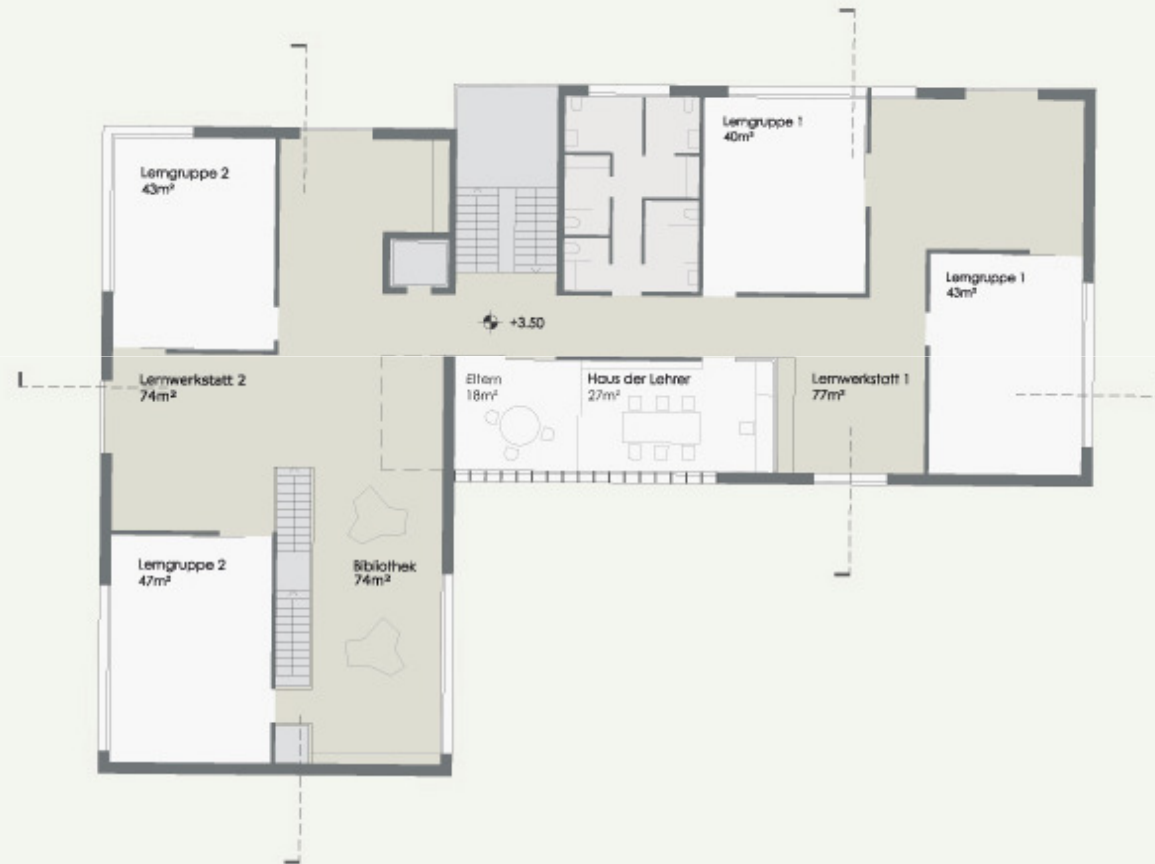 Lerngruppe 1
40m²
Lerngruppe 2
43m²
Lerngruppe 1
43m²
+3.50
Lernwerkstatt 2
74m²
Eltern
18m²
Haus der Lehrer
27m²
Lernwerkstatt 1
77m²
Lerngruppe 2
47m²
Bibliothek
74m²